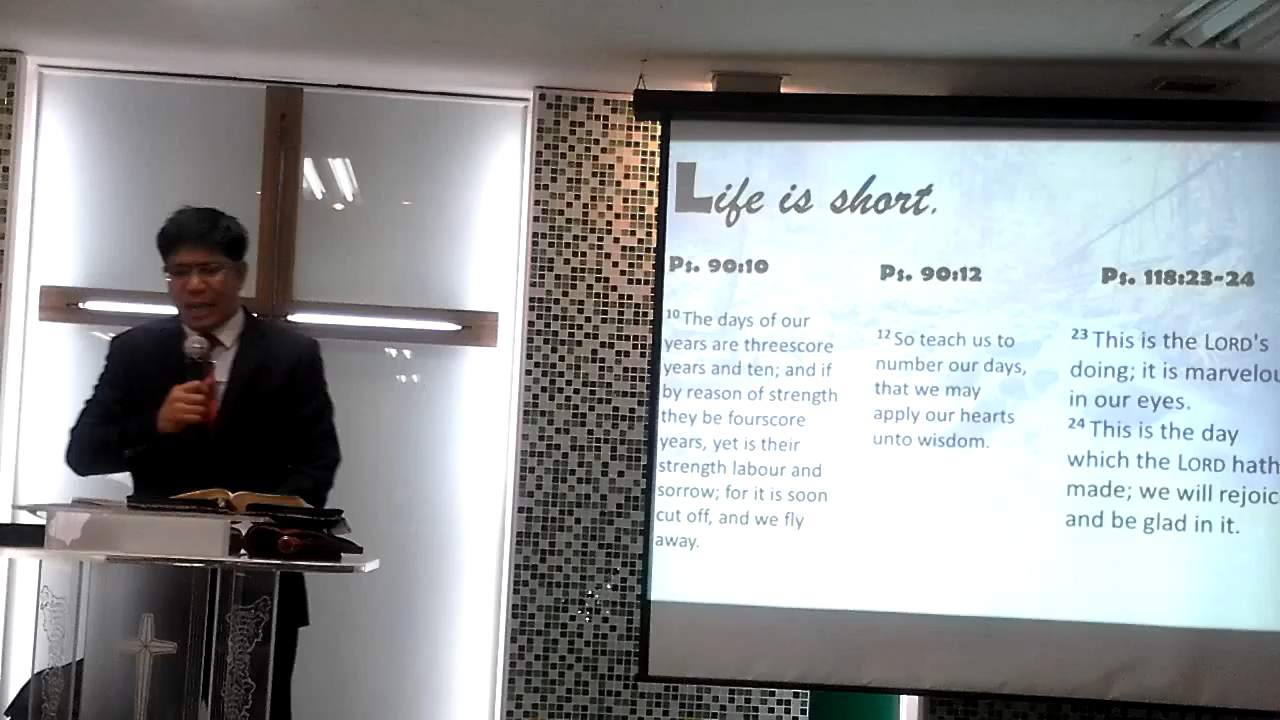 Life is short.
Ps. 90:10
10 The days of our
years are threescore
years and ten; and if
by reason of strength
they be fourscore
years, yet is their
strength labour and
sorrow; for it is soon
cut off, and we fly
away.
Ps. 90:12
12 So teach us to
number our days,
that we may
apply our hearts
unto wisdom.
Ps. 118:23-24
23 This is the LORD's
doing; it is marvelou
in our eyes.
24 This is the day
which the LORD hath
made; we will rejoic
and be glad in it.